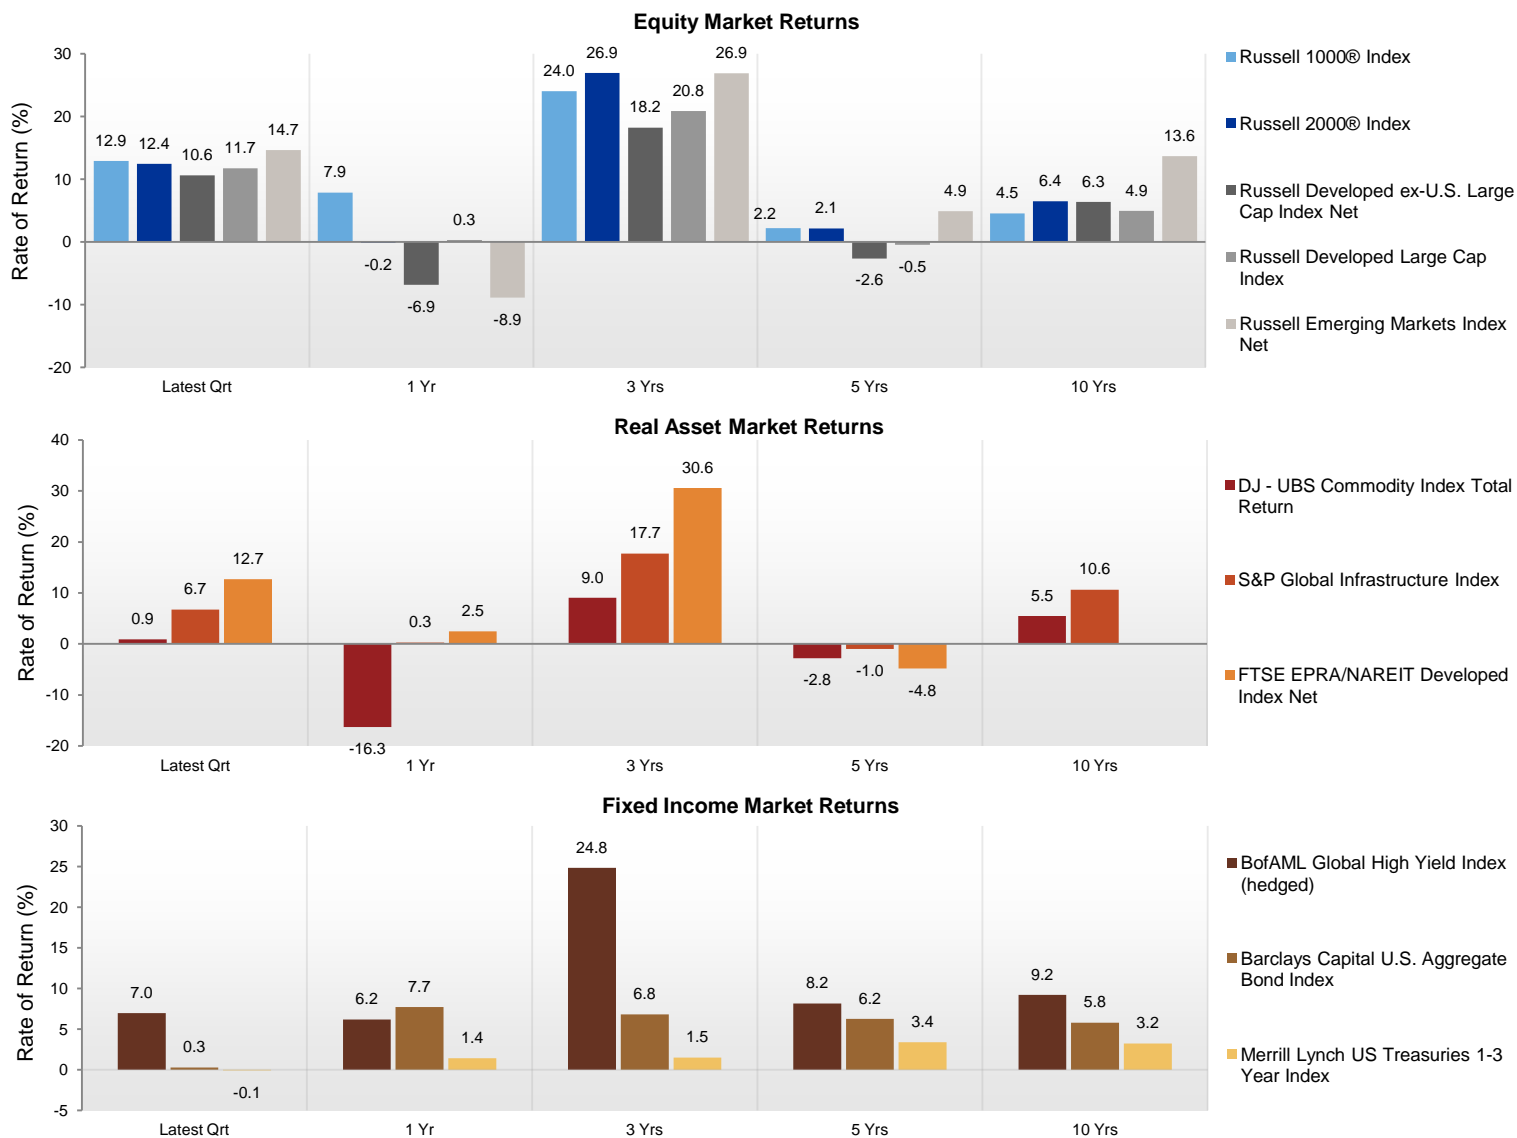 Equity Market Returns
Rate of Return (%)
30
20
10
0
-10
-20
12.9
12.4
10.6
11.7
14.7
7.9
-0.2
-6.9
0.3
-8.9
24.0
26.9
18.2
20.8
26.9
2.2
2.1
-2.6
-0.5
4.9
4.5
6.4
6.3
4.9
13.6
Latest Qrt
1 Yr
3 Yrs
5 Yrs
10 Yrs
Russell 1000® Index
Russell 2000® Index
Russell Developed ex-U.S. Large
Cap Index Net
Russell Developed Large Cap
Index
Russell Emerging Markets Index
Net
Real Asset Market Returns
Rate of Return (%)
40
30
20
10
0
-10
-20
0.9
6.7
12.7
-16.3
0.3
2.5
9.0
17.7
30.6
-2.8
-1.0
-4.8
5.5
10.6
Latest Qrt
1 Yr
3 Yrs
5 Yrs
10 Yrs
DJ - UBS Commodity Index Total
Return
S&P Global Infrastructure Index
FTSE EPRA/NAREIT Developed
Index Net
Fixed Income Market Returns
Rate of Return (%)
30
25
20
15
10
5
0
-5
7.0
0.3
-0.1
6.2
7.7
1.4
24.8
6.8
1.5
8.2
6.2
3.4
9.2
5.8
3.2
Latest Qrt
1 Yr
3 Yrs
5 Yrs
10 Yrs
BofAML Global High Yield Index
(hedged)
Barclays Capital U.S. Aggregate
Bond Index
Merrill Lynch US Treasuries 1-3
Year Index